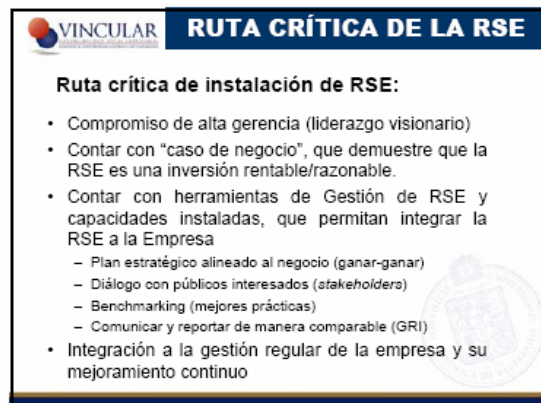 VINCULAR
RUTA CRÍTICA DE LA RSE
Ruta crítica de instalación de RSE:
• Compromiso de alta gerencia (liderazgo visionario)
• Contar con “caso de negocio”, que demuestre que la
RSE es una inversión rentable/razonable.
• Contar con herramientas de Gestión de RSE y
capacidades instaladas, que permitan integrar la
RSE a la Empresa
– Plan estratégico alineado al negocio (ganar-ganar)
– Diálogo con públicos interesados (stakeholders)
– Benchmarking (mejores prácticas)
– Comunicar y reportar de manera comparable (GRI)
• Integración a la gestión regular de la empresa y su
mejoramiento continuo